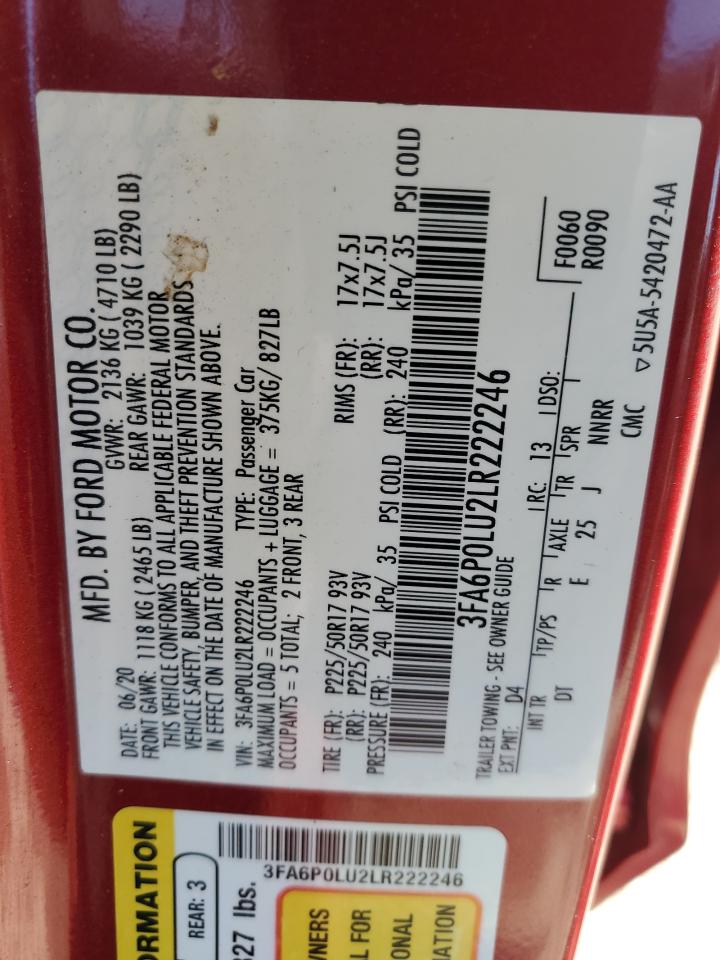 MFD. BY FORD MOTOR CO.
DATE: 06/20 GVWR: 2136 KG ( 4710 LB)
FRONT GAWR: 1118 KG ( 2465 LB) REAR GAWR: 1039 KG ( 2290 LB)
THIS VEHICLE CONFORMS TO ALL APPLICABLE FEDERAL MOTOR
VEHICLE SAFETY, BUMPER, AND THEFT PREVENTION STANDARDS
IN EFFECT ON THE DATE OF MANUFACTURE SHOWN ABOVE.
VIN: 3FA6P0LU2LR222246 TYPE: Passenger Car
MAXIMUM LOAD = OCCUPANTS + LUGGAGE = 375KG/ 827LB
OCCUPANTS = 5 TOTAL; 2 FRONT, 3 REAR
TIRE (FR): P225/50R17 93V RIMS (FR): 17x7.5J
(RR): P225/50R17 93V (RR): 17x7.5J
PRESSURE (FR): 240 kPa/ 35 PSI COLD (RR): 240 kPa/ 35 PSI COLD
3FA6P0LU2LR222246
TRAILER TOWING - SEE OWNER GUIDE
EXT PNT: D4 RC: 13 DSO: F0060
INT TR TP/PS R AXLE TR SPR R0090
DT E 25 J NNRR
CMC ▽5U5A-5420472-AA
ORMATION
REAR: 3
327 lbs.
3FA6P0LU2LR222246
WNERS
L FOR
ONAL
MATION